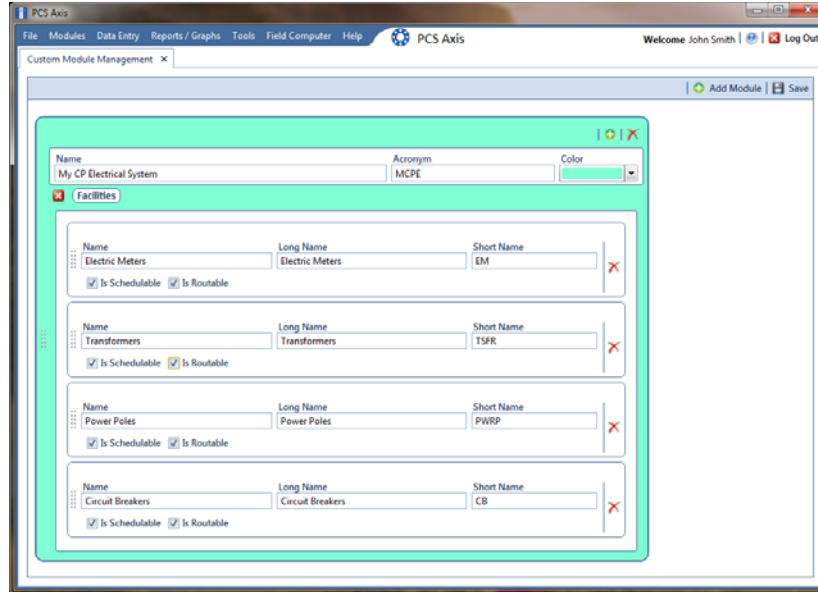 PCS Axis
File Modules Data Entry Reports / Graphs Tools Field Computer Help PCS Axis Welcome John Smith | | Log Out
Custom Module Management
Add Module | Save
Name Acronym Color
My CP Electrical System MCPE
Facilities
Name Long Name Short Name
Electric Meters Electric Meters EM
Is Schedulable Is Routable
Name Long Name Short Name
Transformers Transformers TSFR
Is Schedulable Is Routable
Name Long Name Short Name
Power Poles Power Poles PWRP
Is Schedulable Is Routable
Name Long Name Short Name
Circuit Breakers Circuit Breakers CB
Is Schedulable Is Routable